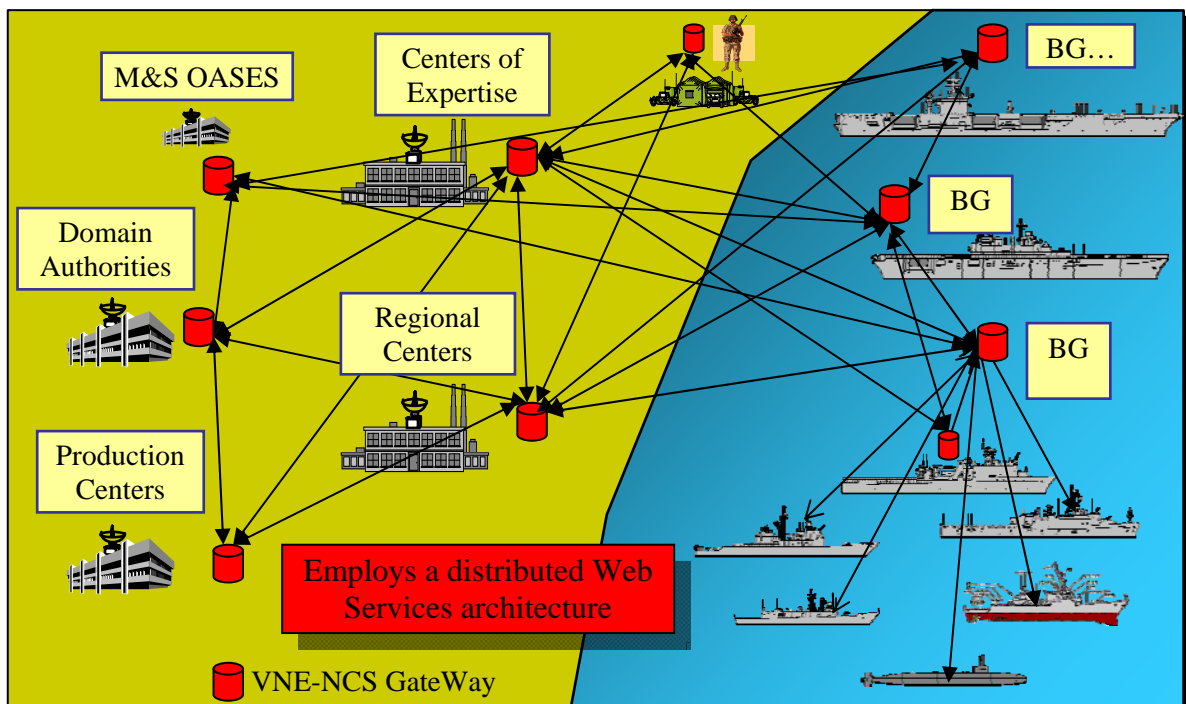 M&S OASES
Centers of
Expertise
BG…
BG
Domain
Authorities
Regional
Centers
BG
Production
Centers
Employs a distributed Web
Services architecture
VNE-NCS GateWay